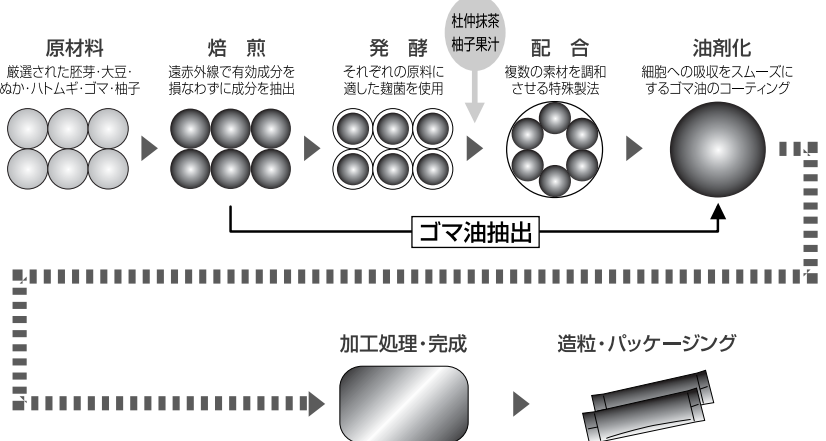 杜仲抹茶
柚子果汁
原材料
厳選された胚芽・大豆・
ぬか・ハトムギ・ゴマ・柚子
焙 煎
遠赤外線で有効成分を
損なわずに成分を抽出
発 酵
それぞれの原料に
適した麹菌を使用
配 合
複数の素材を調和
させる特殊製法
油剤化
細胞への吸収をスムーズに
するゴマ油のコーティング
ゴマ油抽出
加工処理・完成
造粒・パッケージング